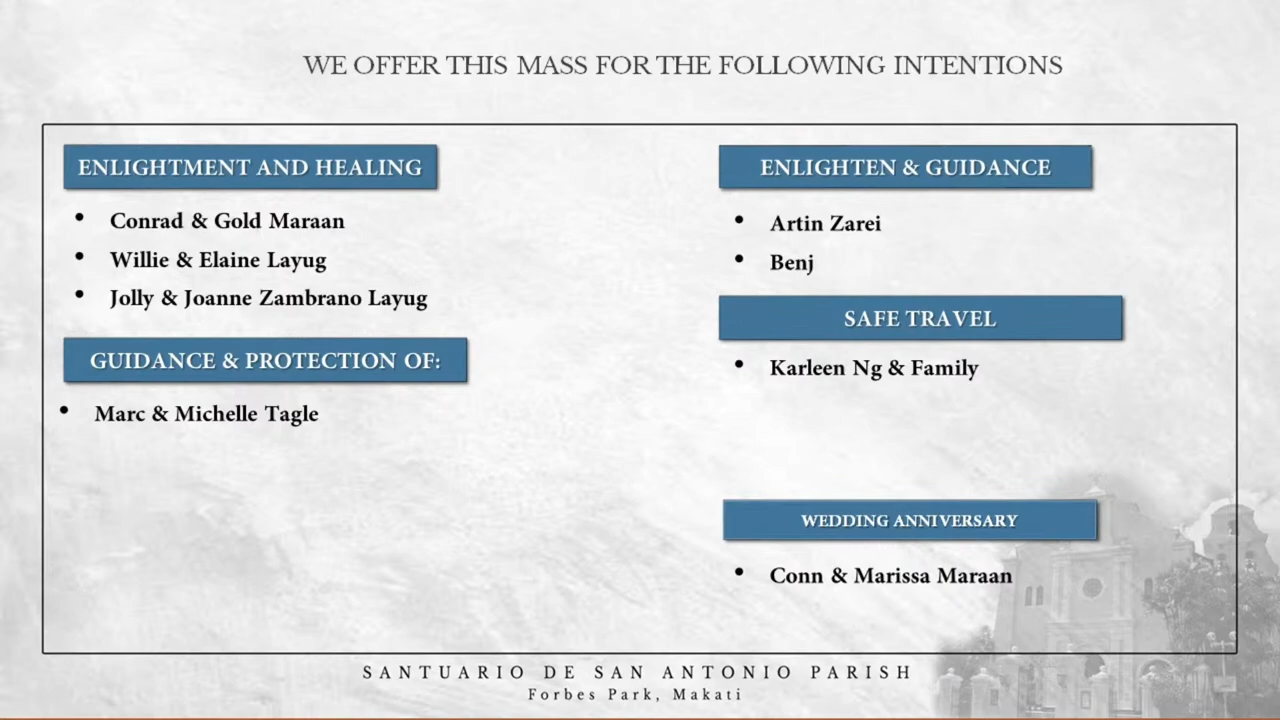 WE OFFER THIS MASS FOR THE FOLLOWING INTENTIONS
ENLIGHTMENT AND HEALING
• Conrad & Gold Maraan
• Willie & Elaine Layug
• Jolly & Joanne Zambrano Layug
GUIDANCE & PROTECTION OF:
• Marc & Michelle Tagle
ENLIGHTEN & GUIDANCE
• Artin Zarei
• Benj
SAFE TRAVEL
• Karleen Ng & Family
WEDDING ANNIVERSARY
• Conn & Marissa Maraan
SANTUARIO DE SAN ANTONIO PARISH
Forbes Park, Makati